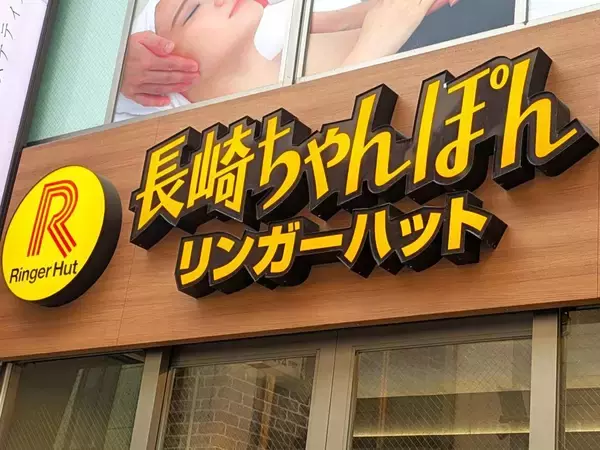 長崎ちゃんぽん
リンガーハット
R
Ringer Hut